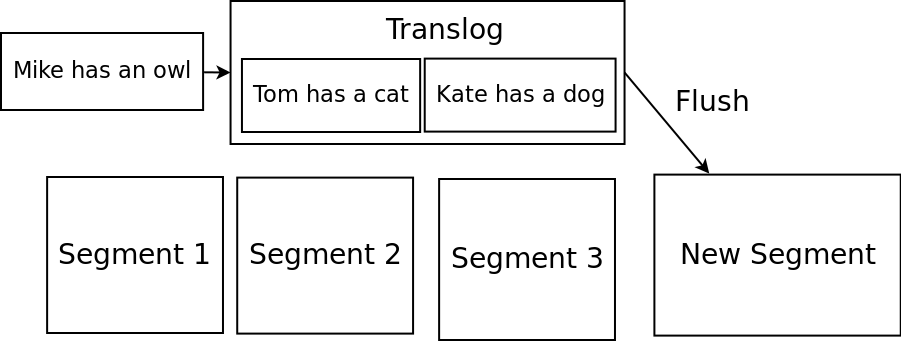 Translog
Mike has an owl
Tom has a cat
Kate has a dog
Flush
Segment 1
Segment 2
Segment 3
New Segment